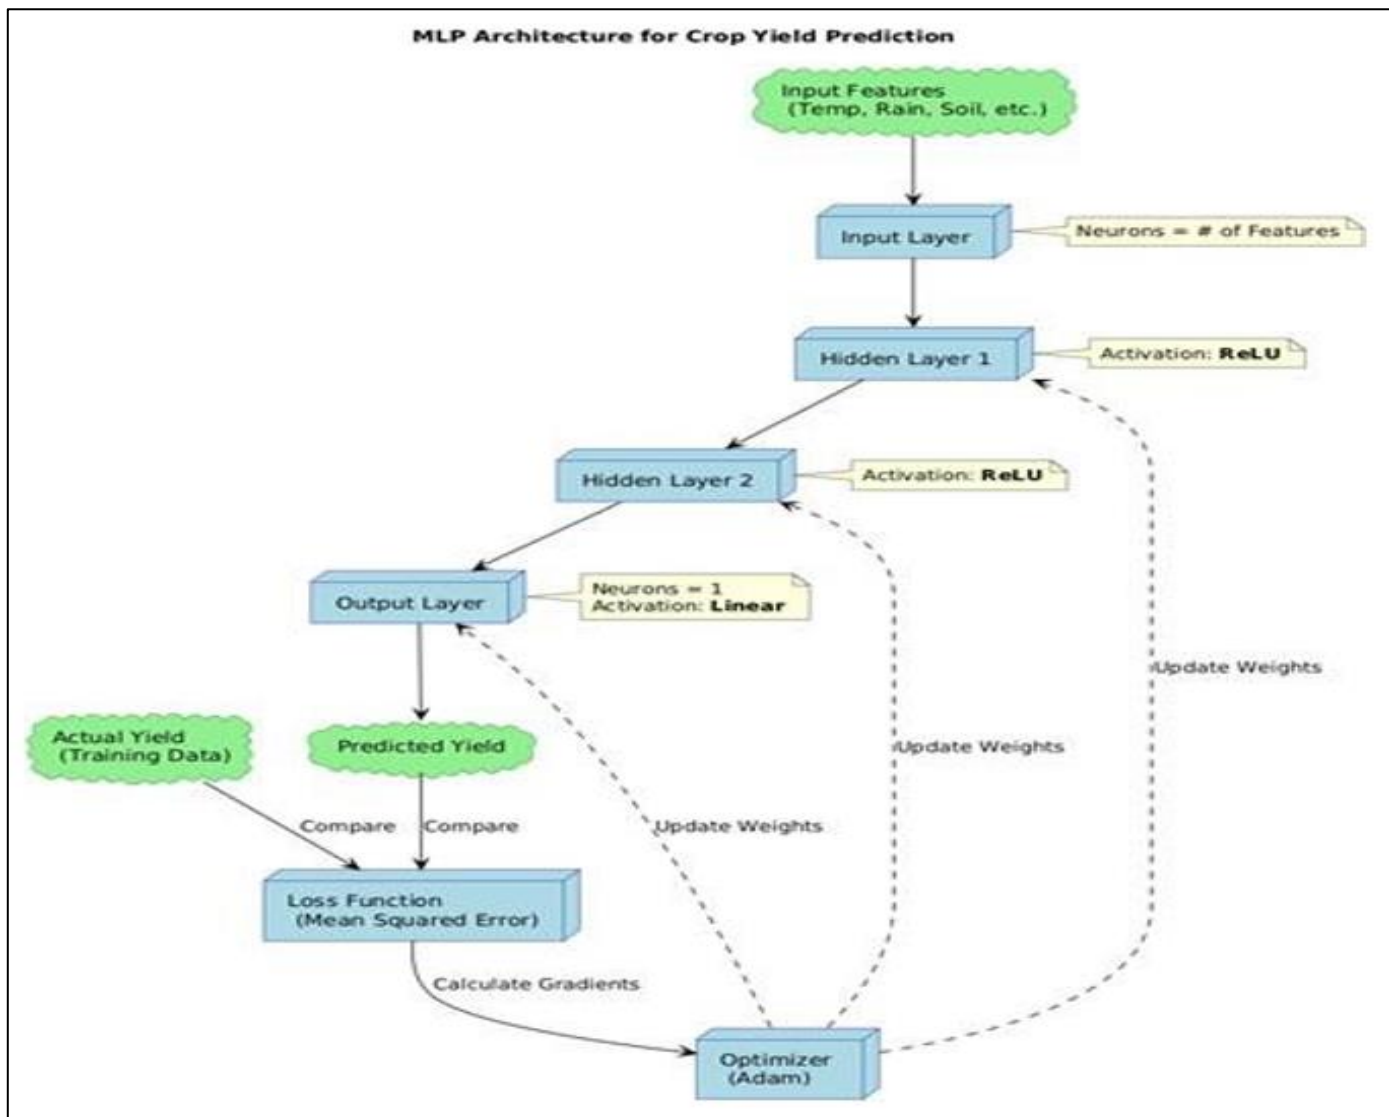 MLP Architecture for Crop Yield Prediction
Input Features
(Temp, Rain, Soil, etc.)
Input Layer
Neurons = # of Features
Hidden Layer 1
Activation: ReLU
Hidden Layer 2
Activation: ReLU
Output Layer
Neurons = 1
Activation: Linear
Update Weights
Update Weights
Actual Yield
(Training Data)
Predicted Yield
Compare
Compare
Update Weights
Loss Function
(Mean Squared Error)
Calculate Gradients
Optimizer
(Adam)